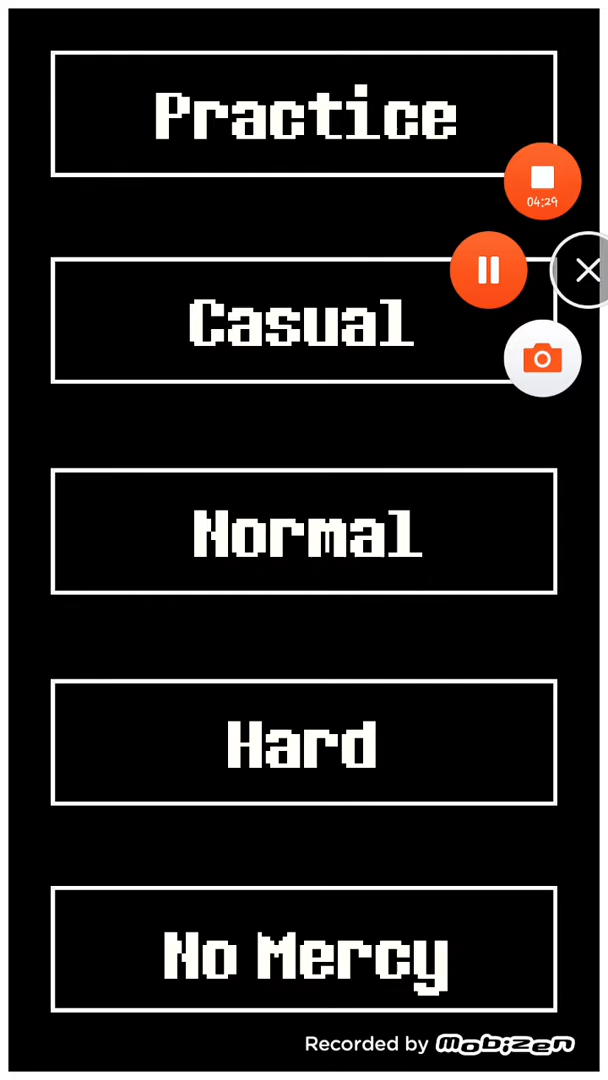 Practice
04:29
Casual
Normal
Hard
No Mercy
Recorded by mobizen